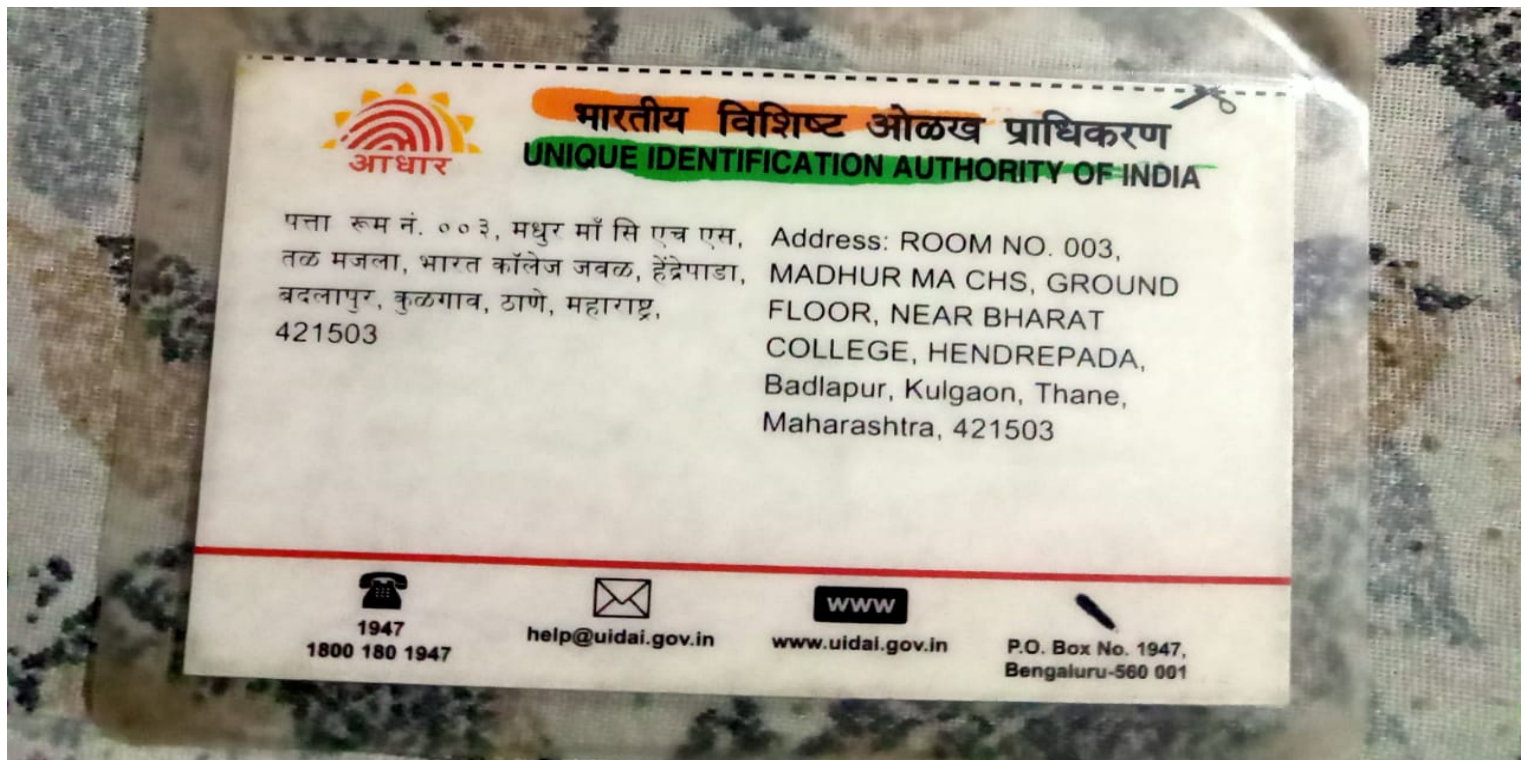 आधार
भारतीय विशिष्ट ओळख प्राधिकरण
UNIQUE IDENTIFICATION AUTHORITY OF INDIA
पत्ता रूम नं. ००३, मधुर माँ सि एच एस,
तळ मजला, भारत कॉलेज जवळ, हेंद्रेपाडा,
बदलापुर, कुळगाव, ठाणे, महाराष्ट्र,
421503
Address: ROOM NO. 003,
MADHUR MA CHS, GROUND
FLOOR, NEAR BHARAT
COLLEGE, HENDREPADA,
Badlapur, Kulgaon, Thane,
Maharashtra, 421503
1947
1800 180 1947
help@uidai.gov.in
www
www.uidai.gov.in
P.O. Box No. 1947,
Bengaluru-560 001